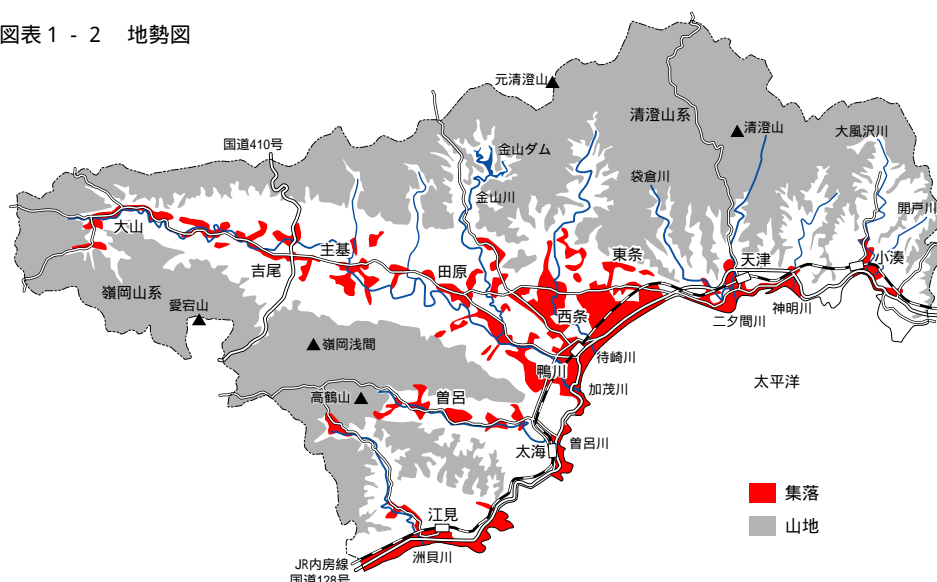 図表1-2 地勢図
元清澄山
清澄山系
清澄山
大風沢川
国道410号
金山ダム
袋倉川
金山川
開戸川
大山
主基
東条
天津
小湊
吉尾
田原
嶺岡山系
愛宕山
西条
二タ間川
神明川
嶺岡浅間
待崎川
鴨川
太平洋
加茂川
高鶴山
曽呂
太海
曽呂川
集落
江見
山地
洲貝川
JR内房線
国道128号